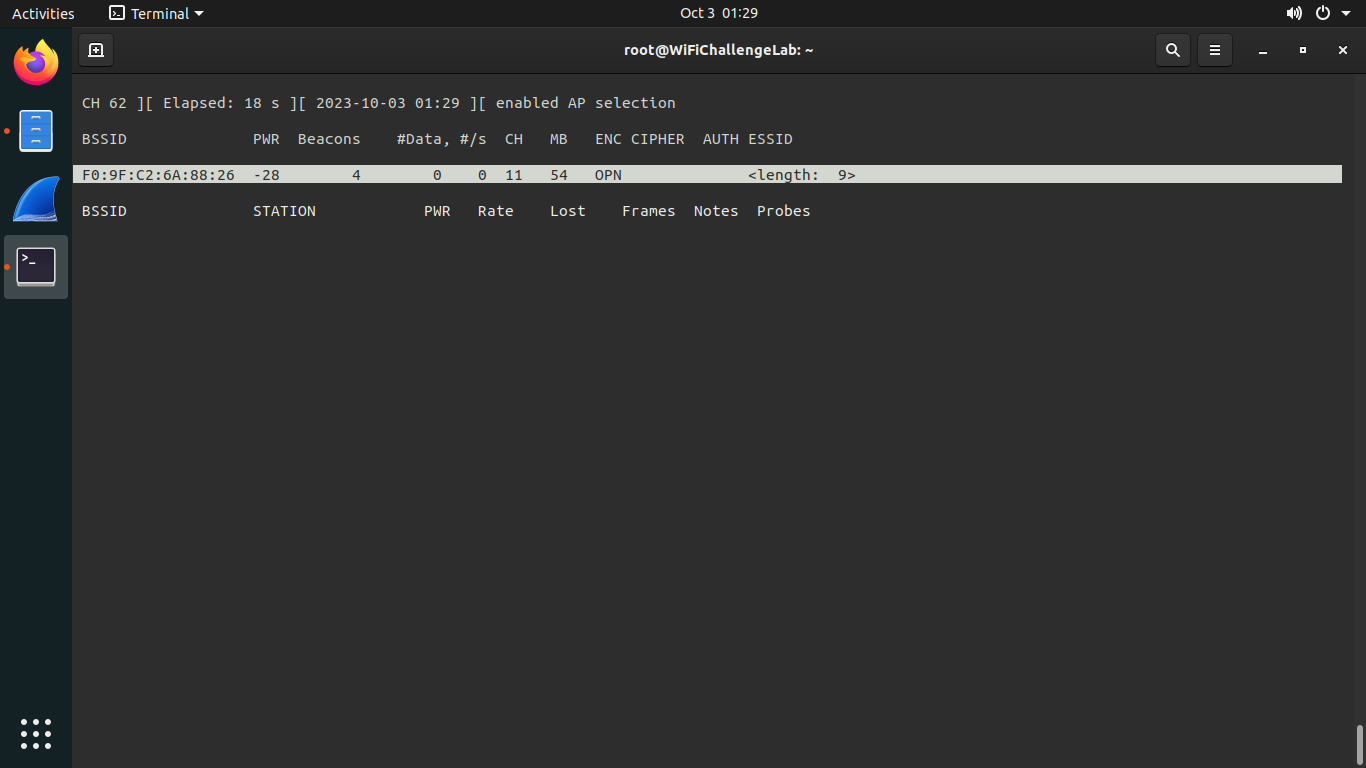 Activities Terminal Oct 3 01:29
root@WiFiChallengeLab: ~
CH 62 ][ Elapsed: 18 s ][ 2023-10-03 01:29 ][ enabled AP selection
BSSID PWR Beacons #Data, #/s CH MB ENC CIPHER AUTH ESSID
F0:9F:C2:6A:88:26 -28 4 0 0 11 54 OPN <length: 9>
BSSID STATION PWR Rate Lost Frames Notes Probes
>_